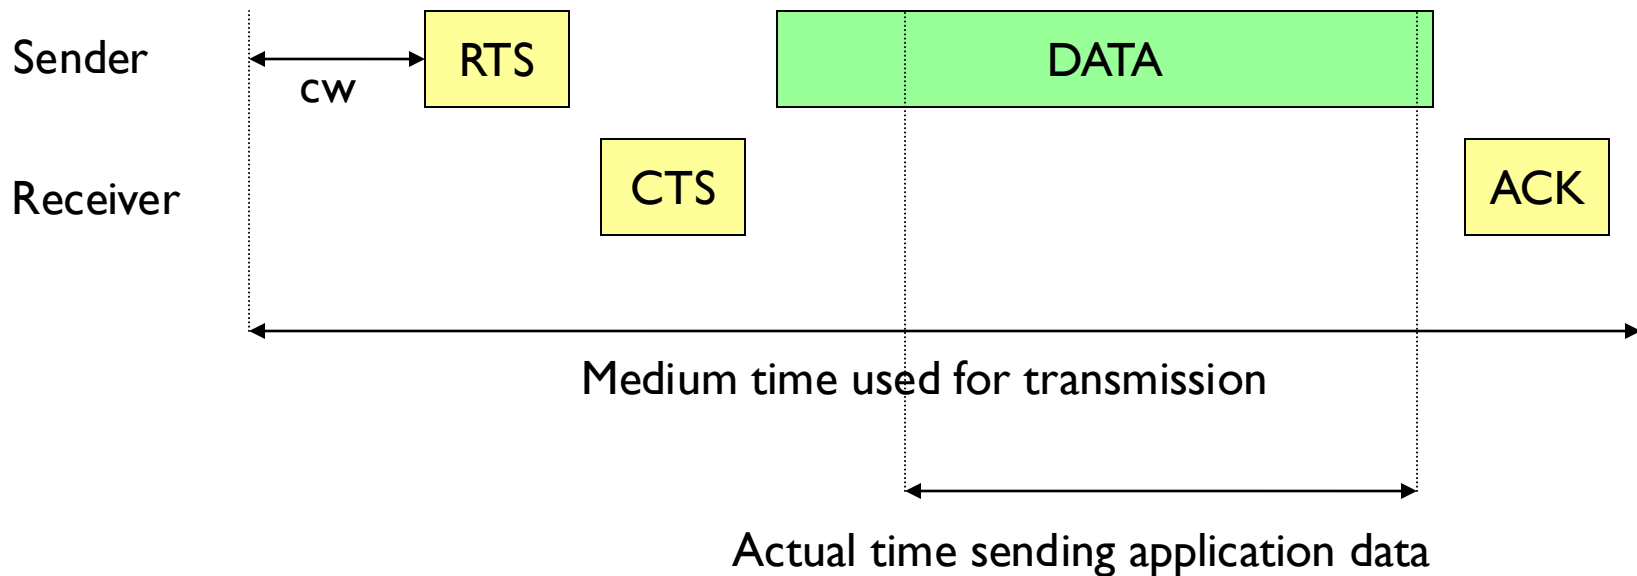 Sender
cw
RTS
DATA
Receiver
CTS
ACK
Medium time used for transmission
Actual time sending application data